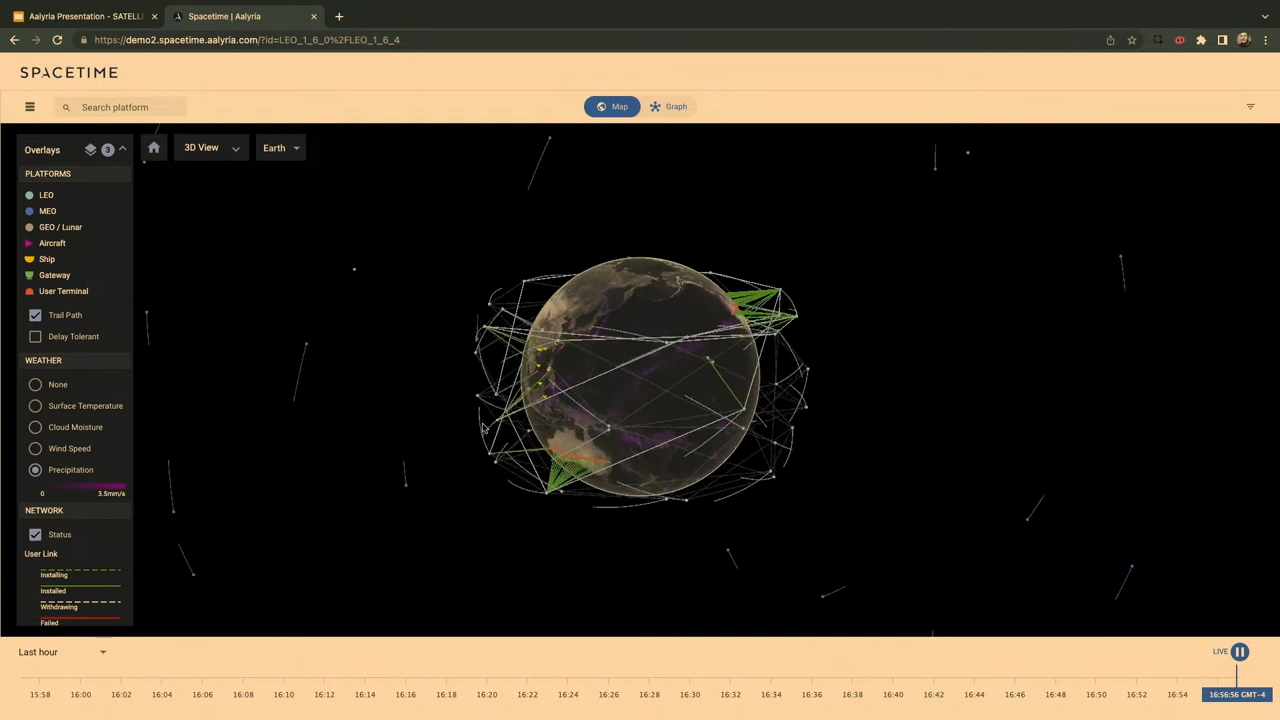 Aalyria Presentation - SATELLI
Spacetime | Aalyria
https://demo2.spacetime.aalyria.com/?id=LEO_1_6_0%2FLEO_1_6_4
SPACETIME
Search platform
Map
Graph
Overlays
3
3D View
Earth
PLATFORMS
LEO
MEO
GEO / Lunar
Aircraft
Ship
Gateway
User Terminal
Trail Path
Delay Tolerant
WEATHER
None
Surface Temperature
Cloud Moisture
Wind Speed
Precipitation
0 3.5mm/s
NETWORK
Status
User Link
Installing
Installed
Withdrawing
Failed
Last hour
LIVE
15:58 16:00 16:02 16:04 16:06 16:08 16:10 16:12 16:14 16:16 16:18 16:20 16:22 16:24 16:26 16:28 16:30 16:32 16:34 16:36 16:38 16:40 16:42 16:44 16:46 16:48 16:50 16:52 16:54 16:56:56 GMT-4